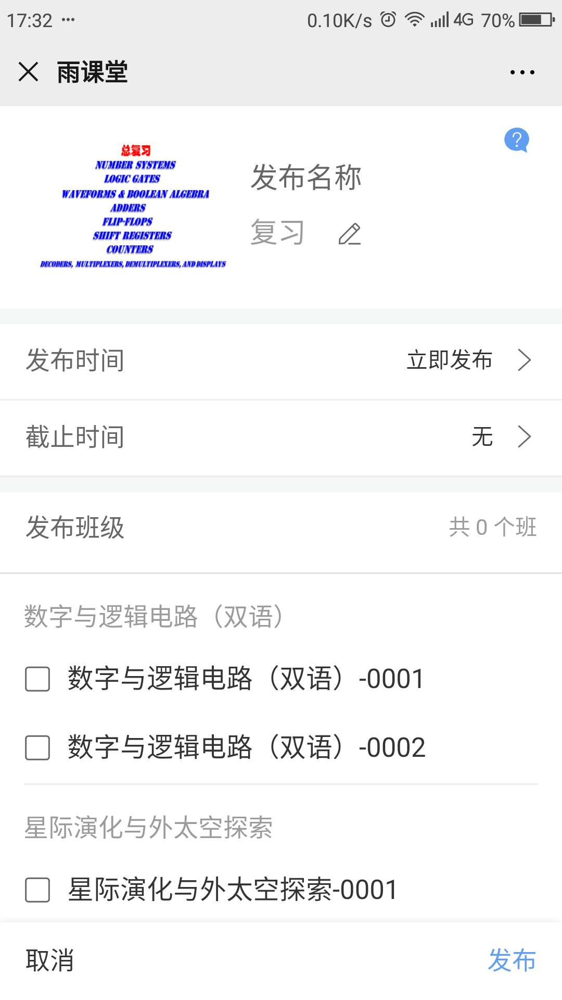 17:32 ··· 0.10K/s 4G 70%
雨课堂
总复习
NUMBER SYSTEMS
LOGIC GATES
WAVEFORMS & BOOLEAN ALGEBRA
ADDERS
FLIP-FLOPS
SHIFT REGISTERS
COUNTERS
DECODERS, MULTIPLEXERS, DEMULTIPLEXERS, AND DISPLAYS
?
发布名称
复习
发布时间 立即发布
截止时间 无
发布班级 共 0 个班
数字与逻辑电路（双语）
数字与逻辑电路（双语）-0001
数字与逻辑电路（双语）-0002
星际演化与外太空探索
星际演化与外太空探索-0001
取消 发布